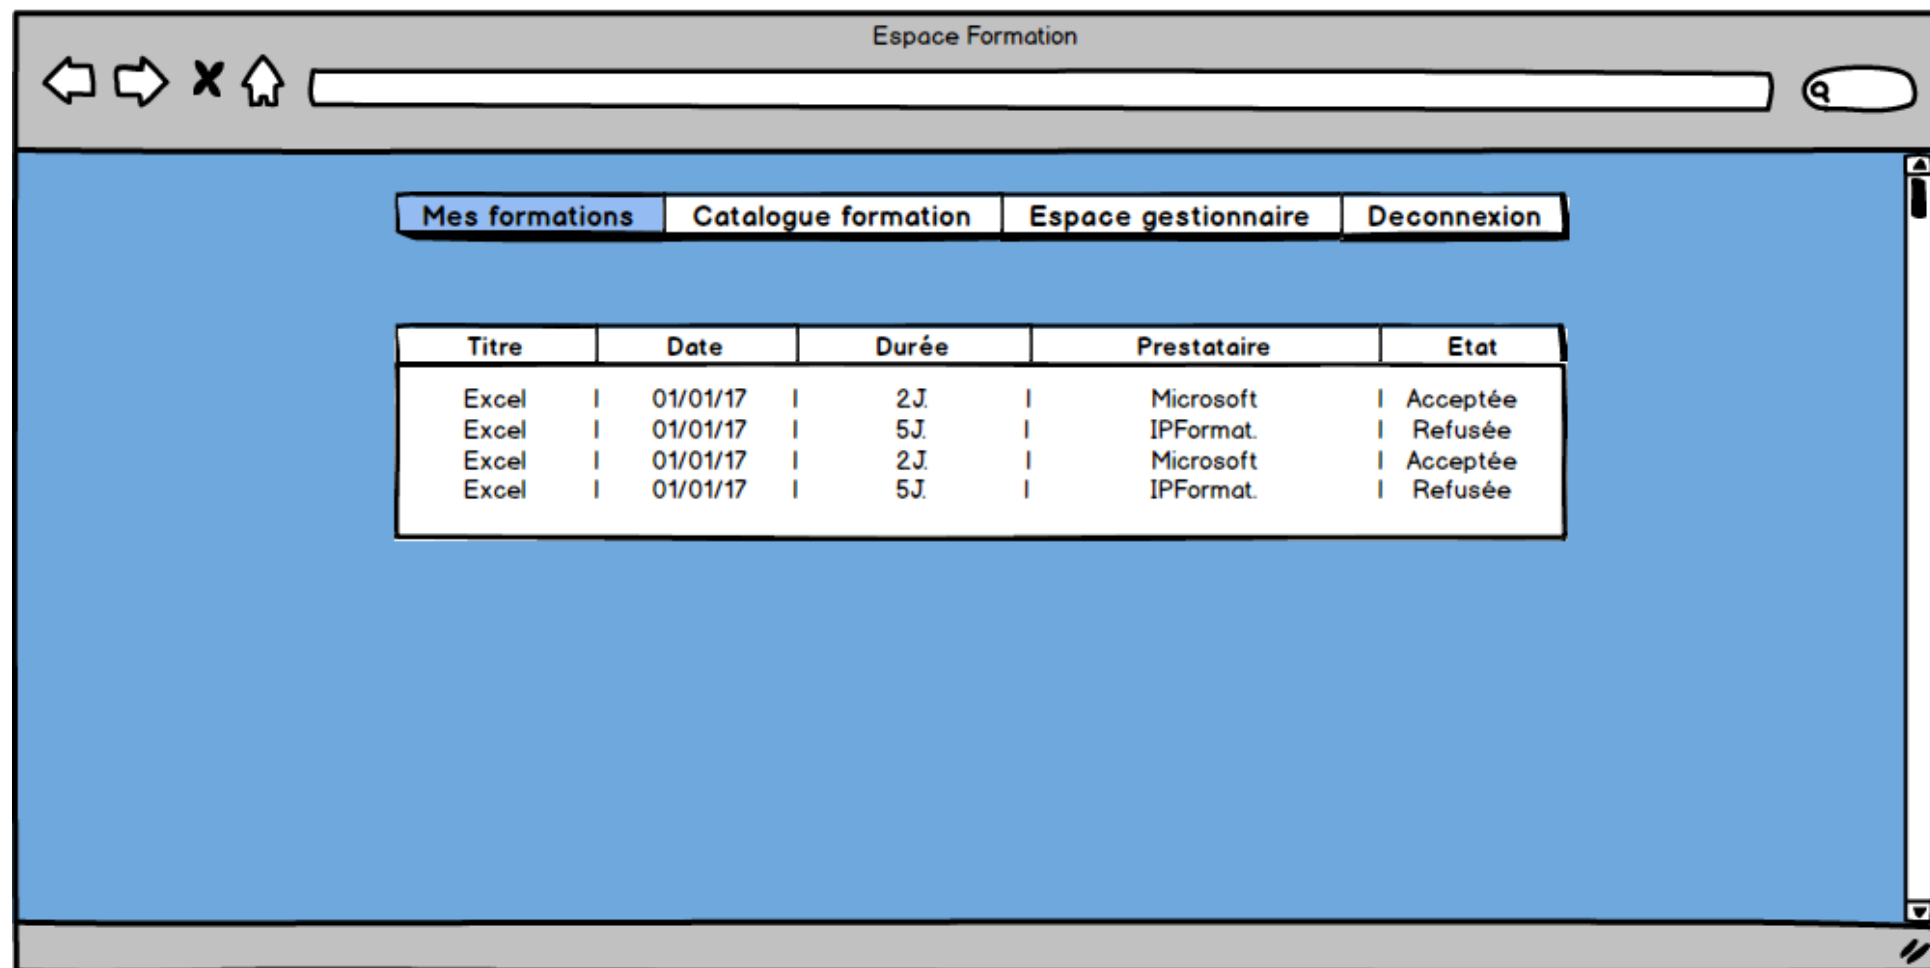 Espace Formation
Mes formations Catalogue formation Espace gestionnaire Deconnexion
Titre Date Durée Prestataire Etat
Excel | 01/01/17 | 2J. | Microsoft | Acceptée
Excel | 01/01/17 | 5J. | IPFormat. | Refusée
Excel | 01/01/17 | 2J. | Microsoft | Acceptée
Excel | 01/01/17 | 5J. | IPFormat. | Refusée